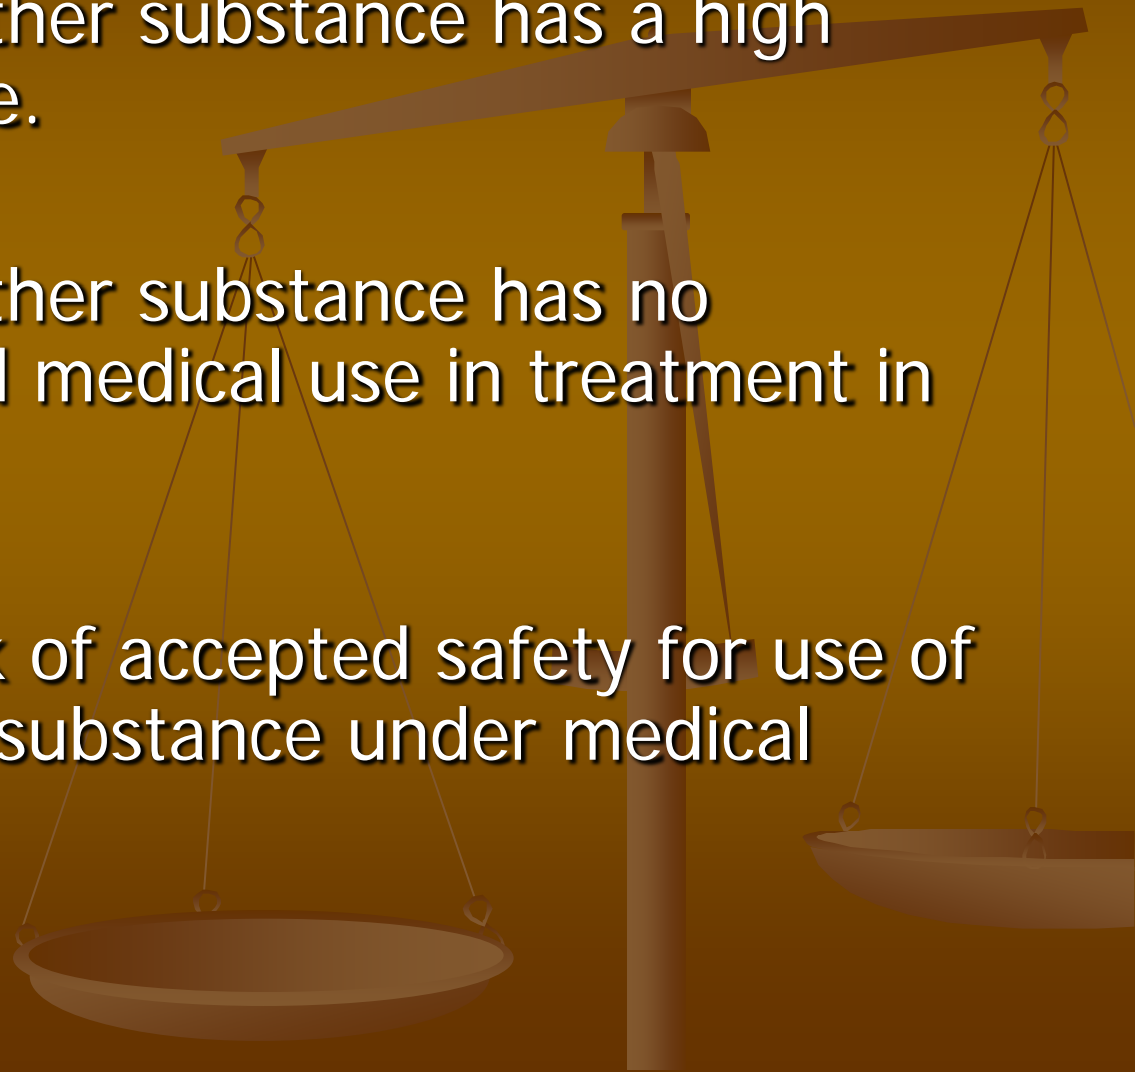 ther substance has a high
e.
ther substance has no
l medical use in treatment in
k of accepted safety for use of
substance under medical